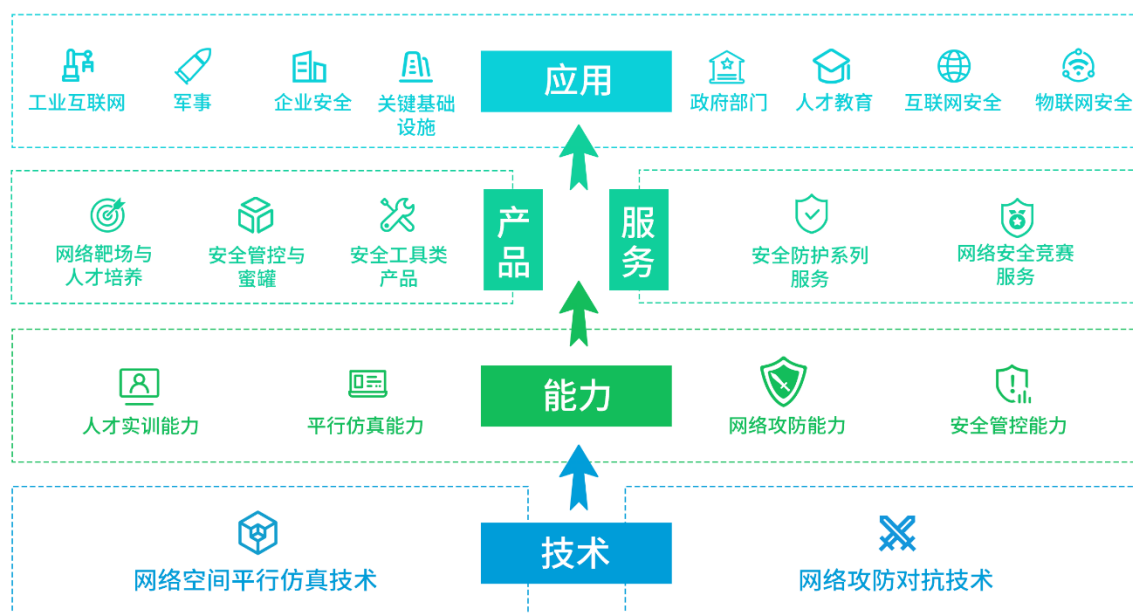 应用
工业互联网
军事
企业安全
关键基础
设施
政府部门
人才教育
互联网安全
物联网安全
产品
网络靶场与
人才培养
安全管控与
蜜罐
安全工具类
产品
服务
安全防护系列
服务
网络安全竞赛
服务
能力
人才实训能力
平行仿真能力
网络攻防能力
安全管控能力
技术
网络空间平行仿真技术
网络攻防对抗技术